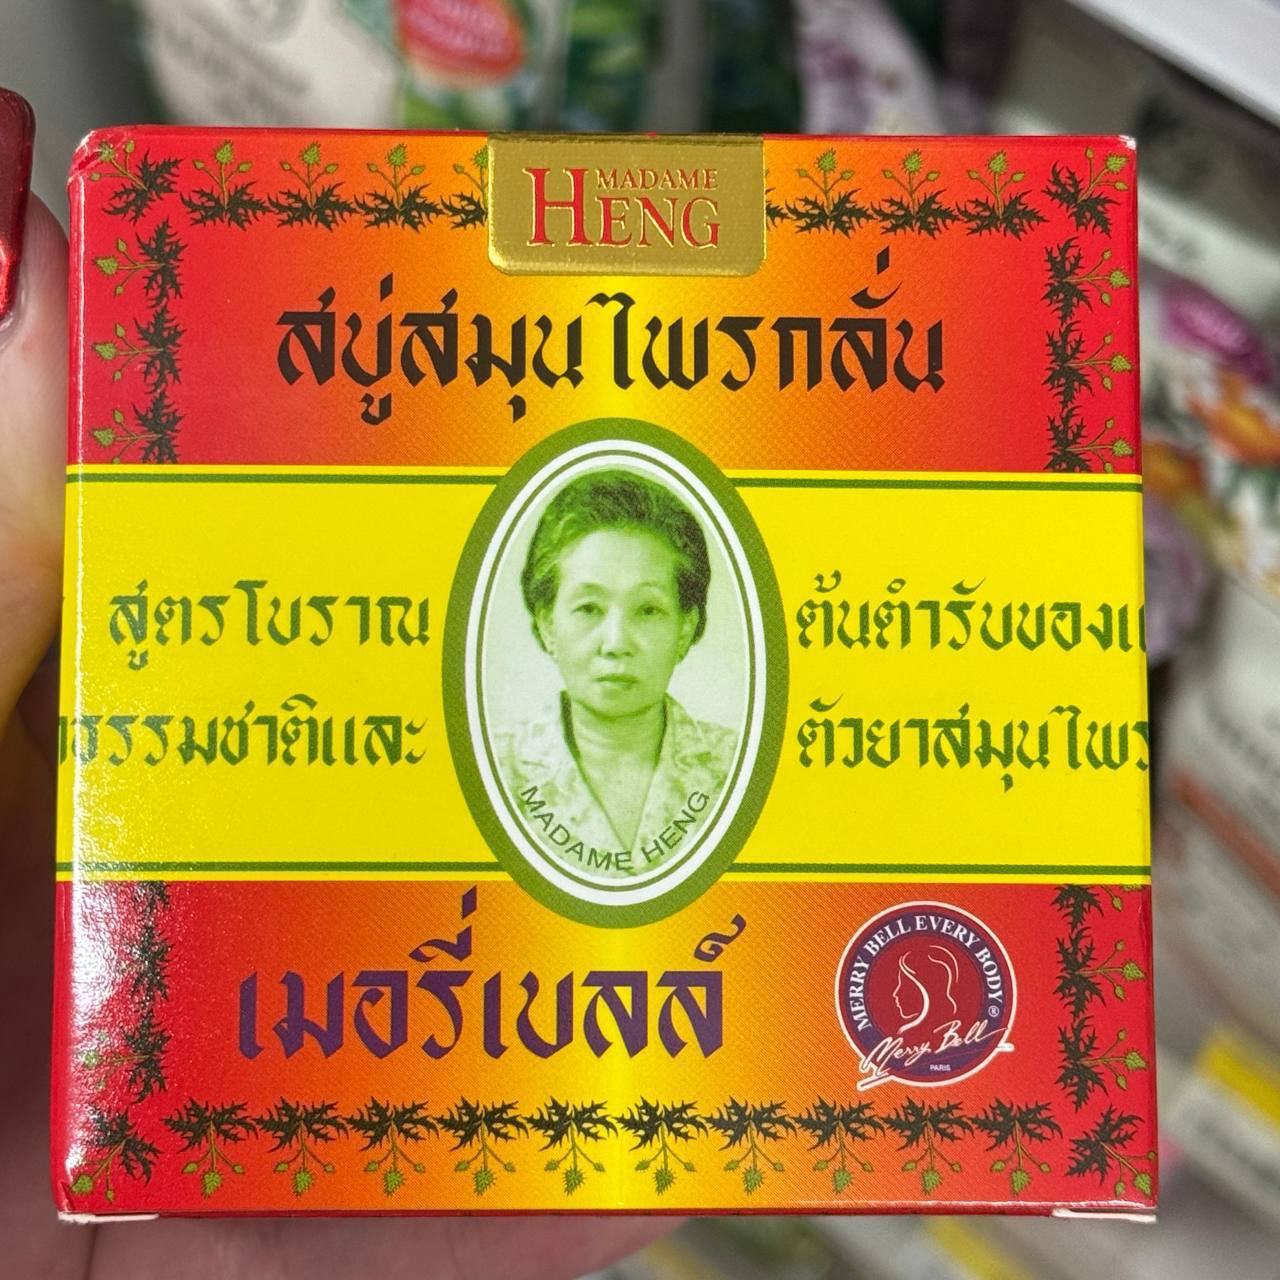 MADAME
HENG
สบู่สมุนไพรกลั่น
สูตรโบราณ ต้นตำรับของแ
ธรรมชาติและ ตัวยาสมุนไพร
MADAME HENG
เมอรี่เบลล์
MERRY BELL EVERY BODY ®
Merry Bell
PARIS